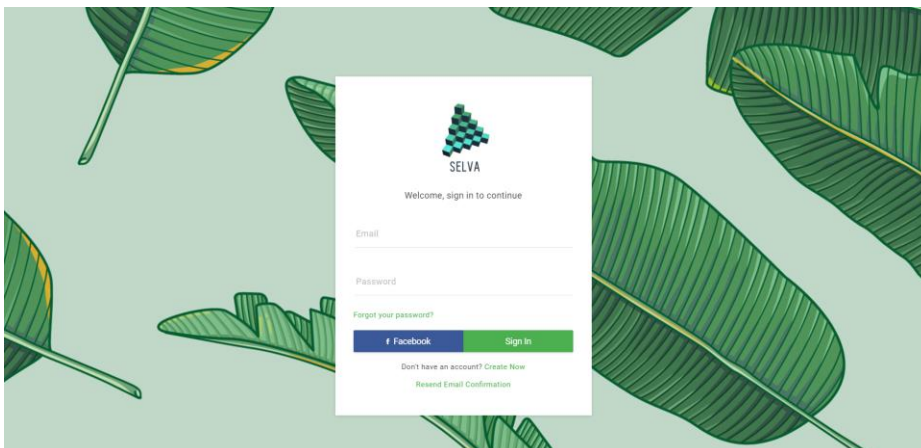 SELVA
Welcome, sign in to continue
Email
Password
Forgot your password?
f Facebook
Sign In
Don't have an account? Create Now
Resend Email Confirmation